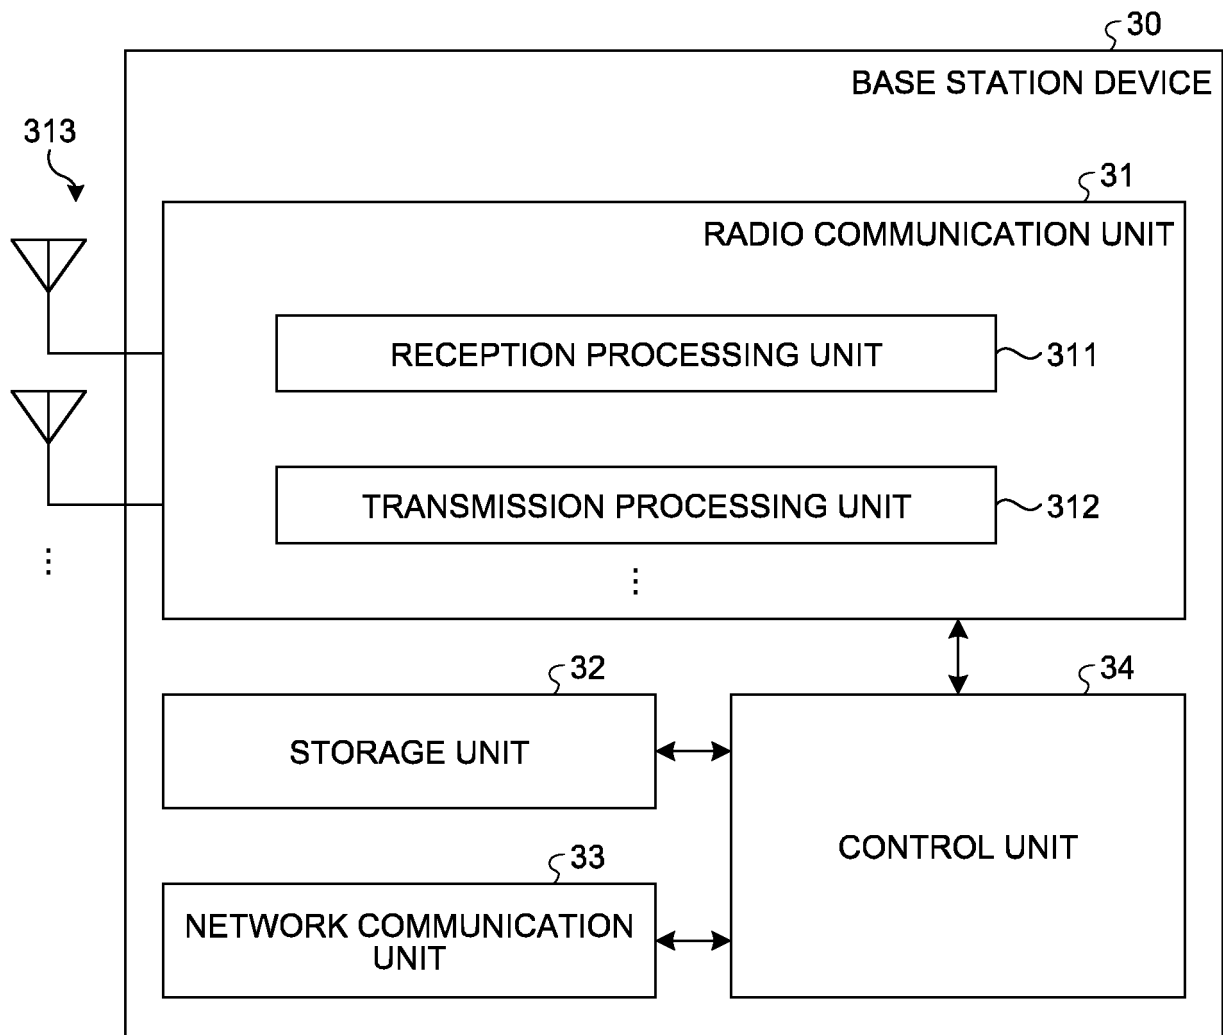 30
BASE STATION DEVICE
313
31
RADIO COMMUNICATION UNIT
RECEPTION PROCESSING UNIT
311
TRANSMISSION PROCESSING UNIT
312
32
STORAGE UNIT
34
CONTROL UNIT
33
NETWORK COMMUNICATION
UNIT